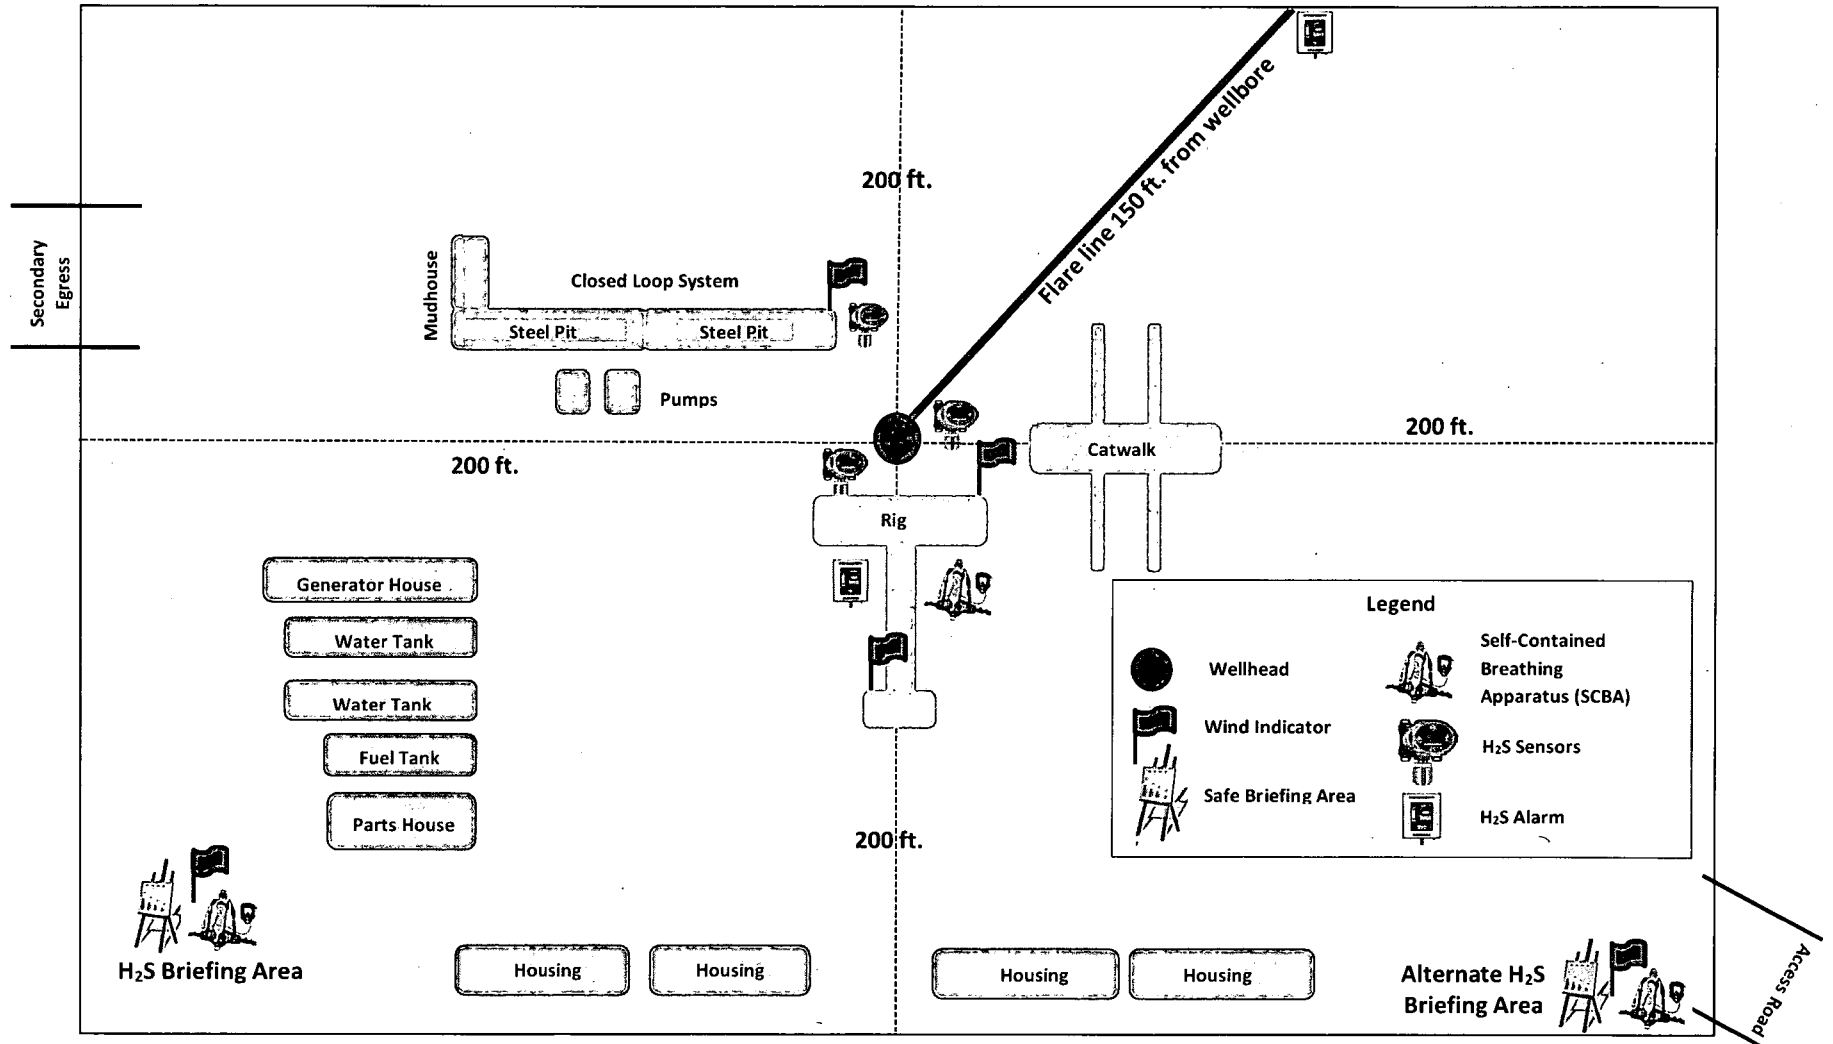 200 ft.
Flare line 150 ft. from wellbore
Secondary
Egress
Mudhouse
Closed Loop System
Steel Pit
Steel Pit
Pumps
200 ft.
200 ft.
Catwalk
Rig
Generator House
Water Tank
Water Tank
Fuel Tank
Parts House
200 ft.
Legend
Wellhead
Wind Indicator
Safe Briefing Area
Self-Contained
Breathing
Apparatus (SCBA)
H₂S Sensors
H₂S Alarm
H₂S Briefing Area
Housing
Housing
Housing
Housing
Alternate H₂S
Briefing Area
Access Road